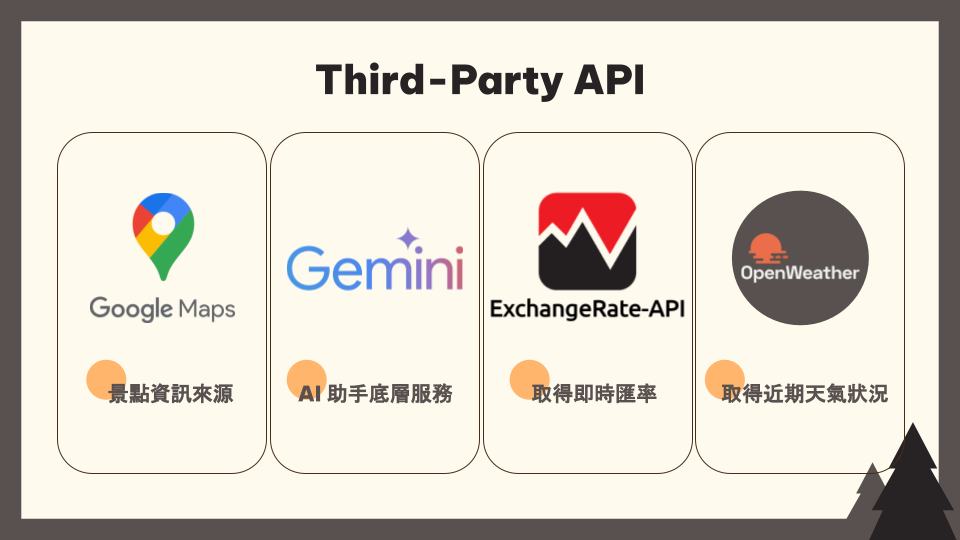 Third-Party API
Google Maps
Gemini
ExchangeRate-API
OpenWeather
景點資訊來源
AI 助手底層服務
取得即時匯率
取得近期天氣狀況